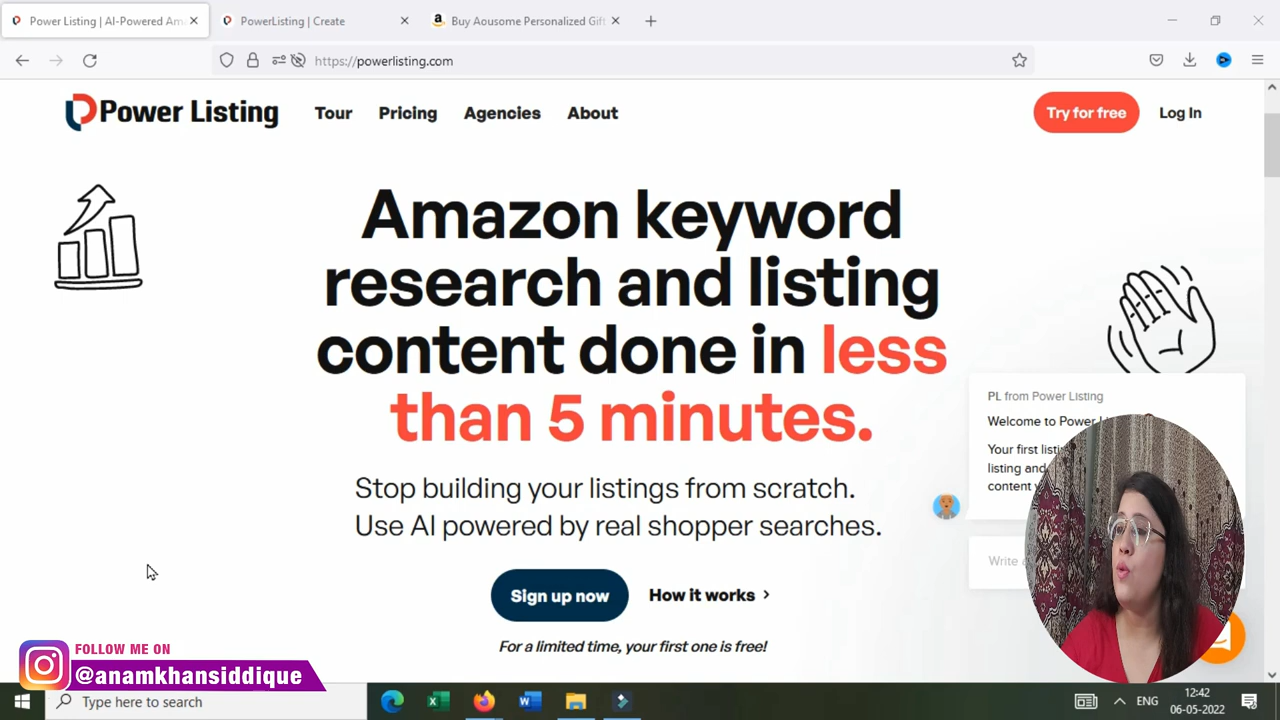 Power Listing | AI-Powered Ama
PowerListing | Create
Buy Aousome Personalized Gift
https://powerlisting.com
Power Listing
Tour
Pricing
Agencies
About
Try for free
Log In
Amazon keyword
research and listing
content done in less
than 5 minutes.
Stop building your listings from scratch.
Use AI powered by real shopper searches.
Sign up now
How it works
For a limited time, your first one is free!
PL from Power Listing
Welcome to Power
Your first
listing and
content
Write
FOLLOW ME ON
@anamkhansiddique
Type here to search
ENG
12:42
06-05-2022